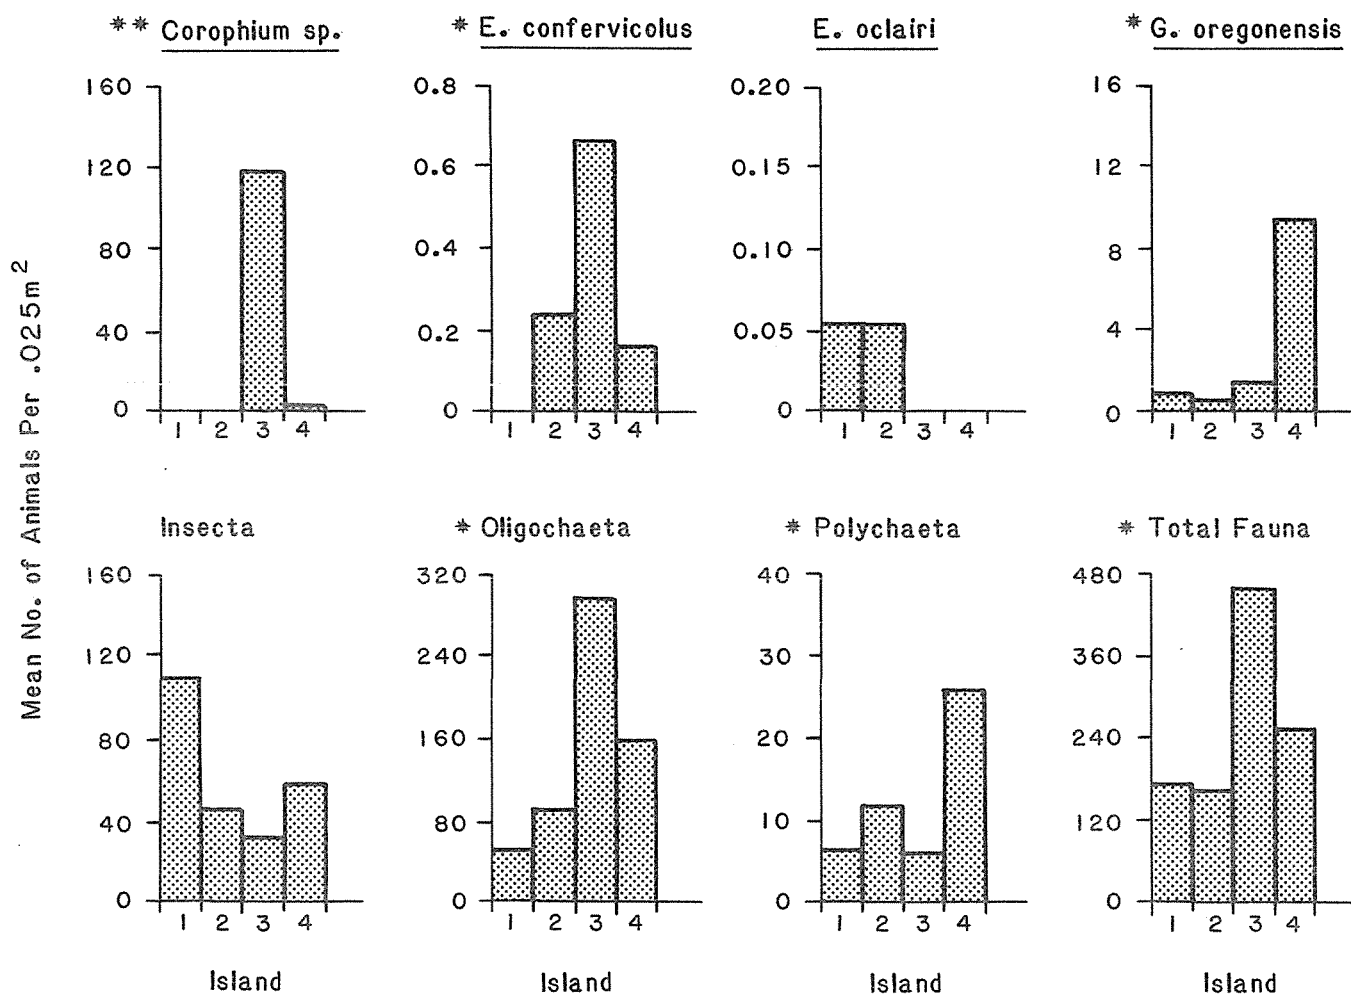 ** Corophium sp.
* E. confervicolus
E. oclairi
* G. oregonensis
160
120
80
40
0
1 2 3 4
0.8
0.6
0.4
0.2
0
1 2 3 4
0.20
0.15
0.10
0.05
0
1 2 3 4
16
12
8
4
0
1 2 3 4
Mean No. of Animals Per .025m²
Insecta
* Oligochaeta
* Polychaeta
* Total Fauna
160
120
80
40
0
1 2 3 4
Island
320
240
160
80
0
1 2 3 4
Island
40
30
20
10
0
1 2 3 4
Island
480
360
240
120
0
1 2 3 4
Island